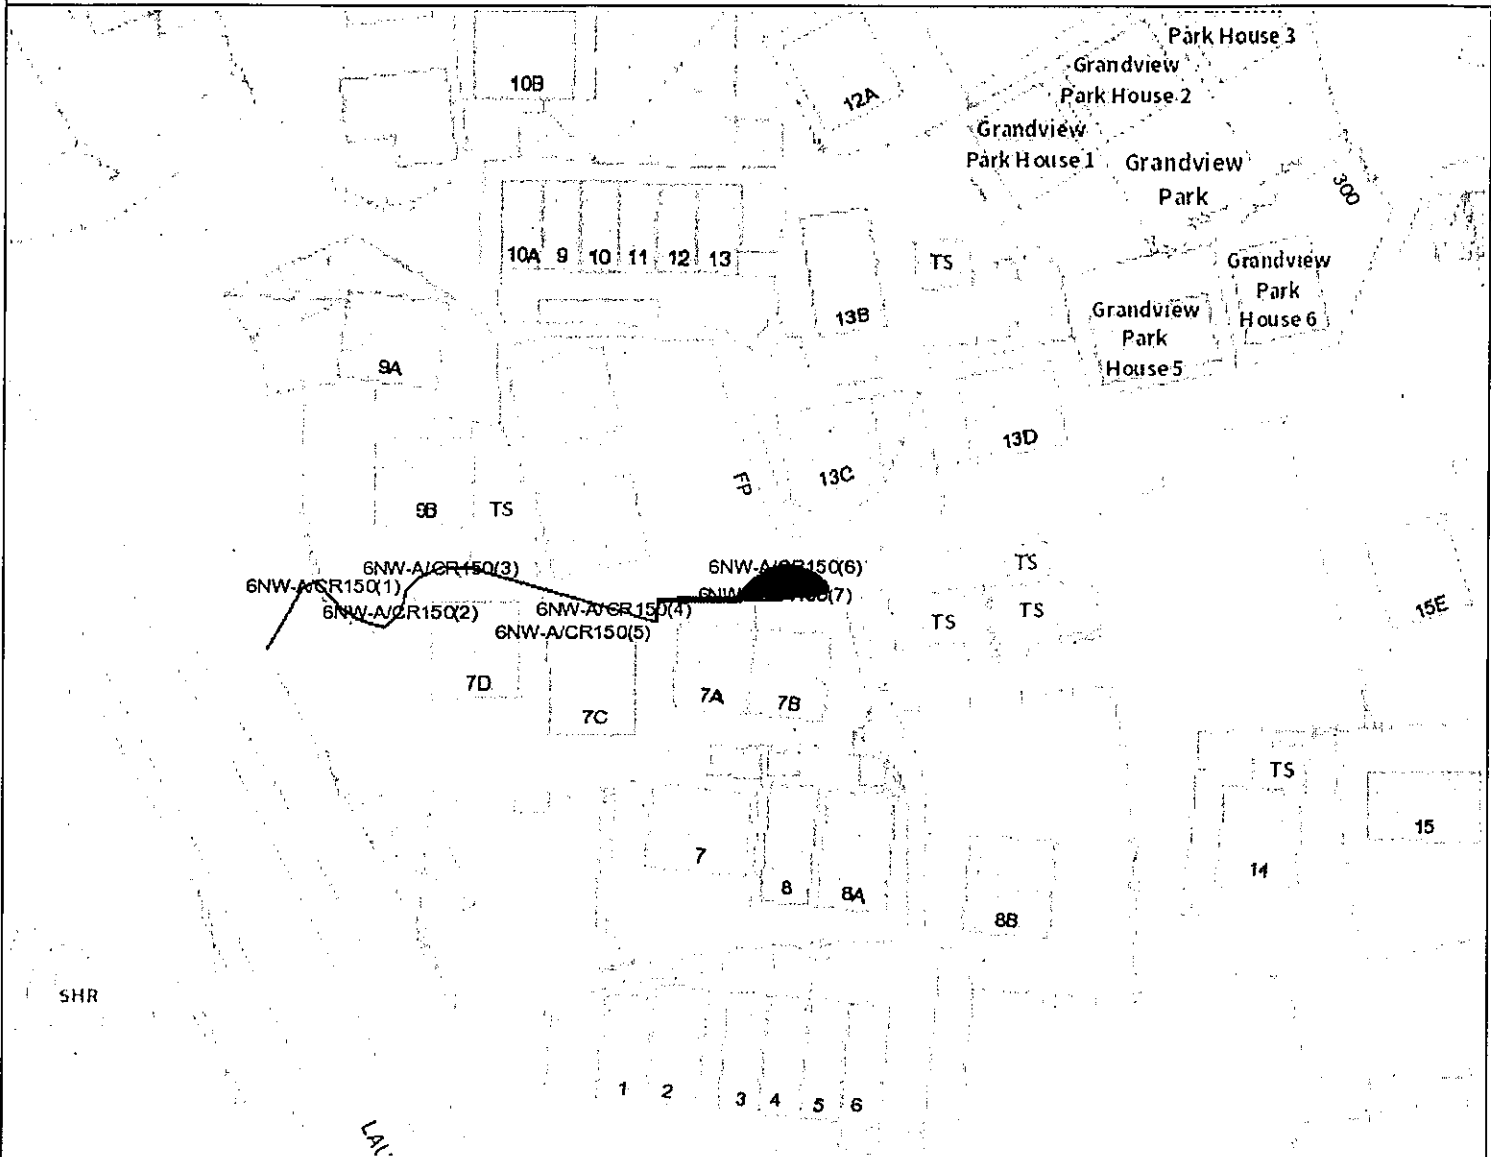 Park House 3
Grandview
Park House 2
10B
12A
Grandview
Park House 1
Grandview
Park
300
10A 9 10 11 12 13
TS
Grandview
Park
House 6
13B
Grandview
Park
House 5
9A
13D
13C
FP
9B
TS
6NW-A/CR150(3)
6NW-A/CR150(6)
TS
6NW-A/CR150(1)
6NW-A/CR150(2)
6NW-A/CR150(4)
6NW-A/CR150(7)
TS
TS
15E
6NW-A/CR150(5)
7D
7C
7A
7B
TS
15
7
14
8
8A
8B
SHR
1 2 3 4 5 6